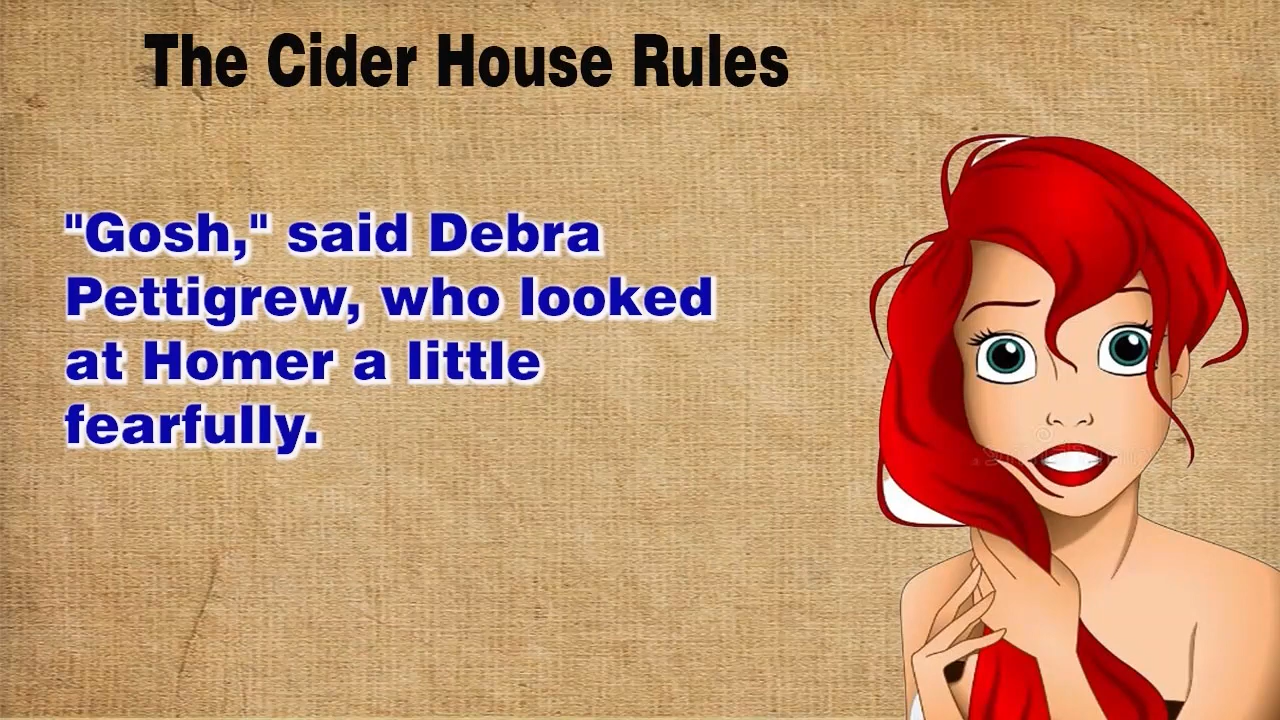 The Cider House Rules
"Gosh," said Debra
Pettigrew, who looked
at Homer a little
fearfully.